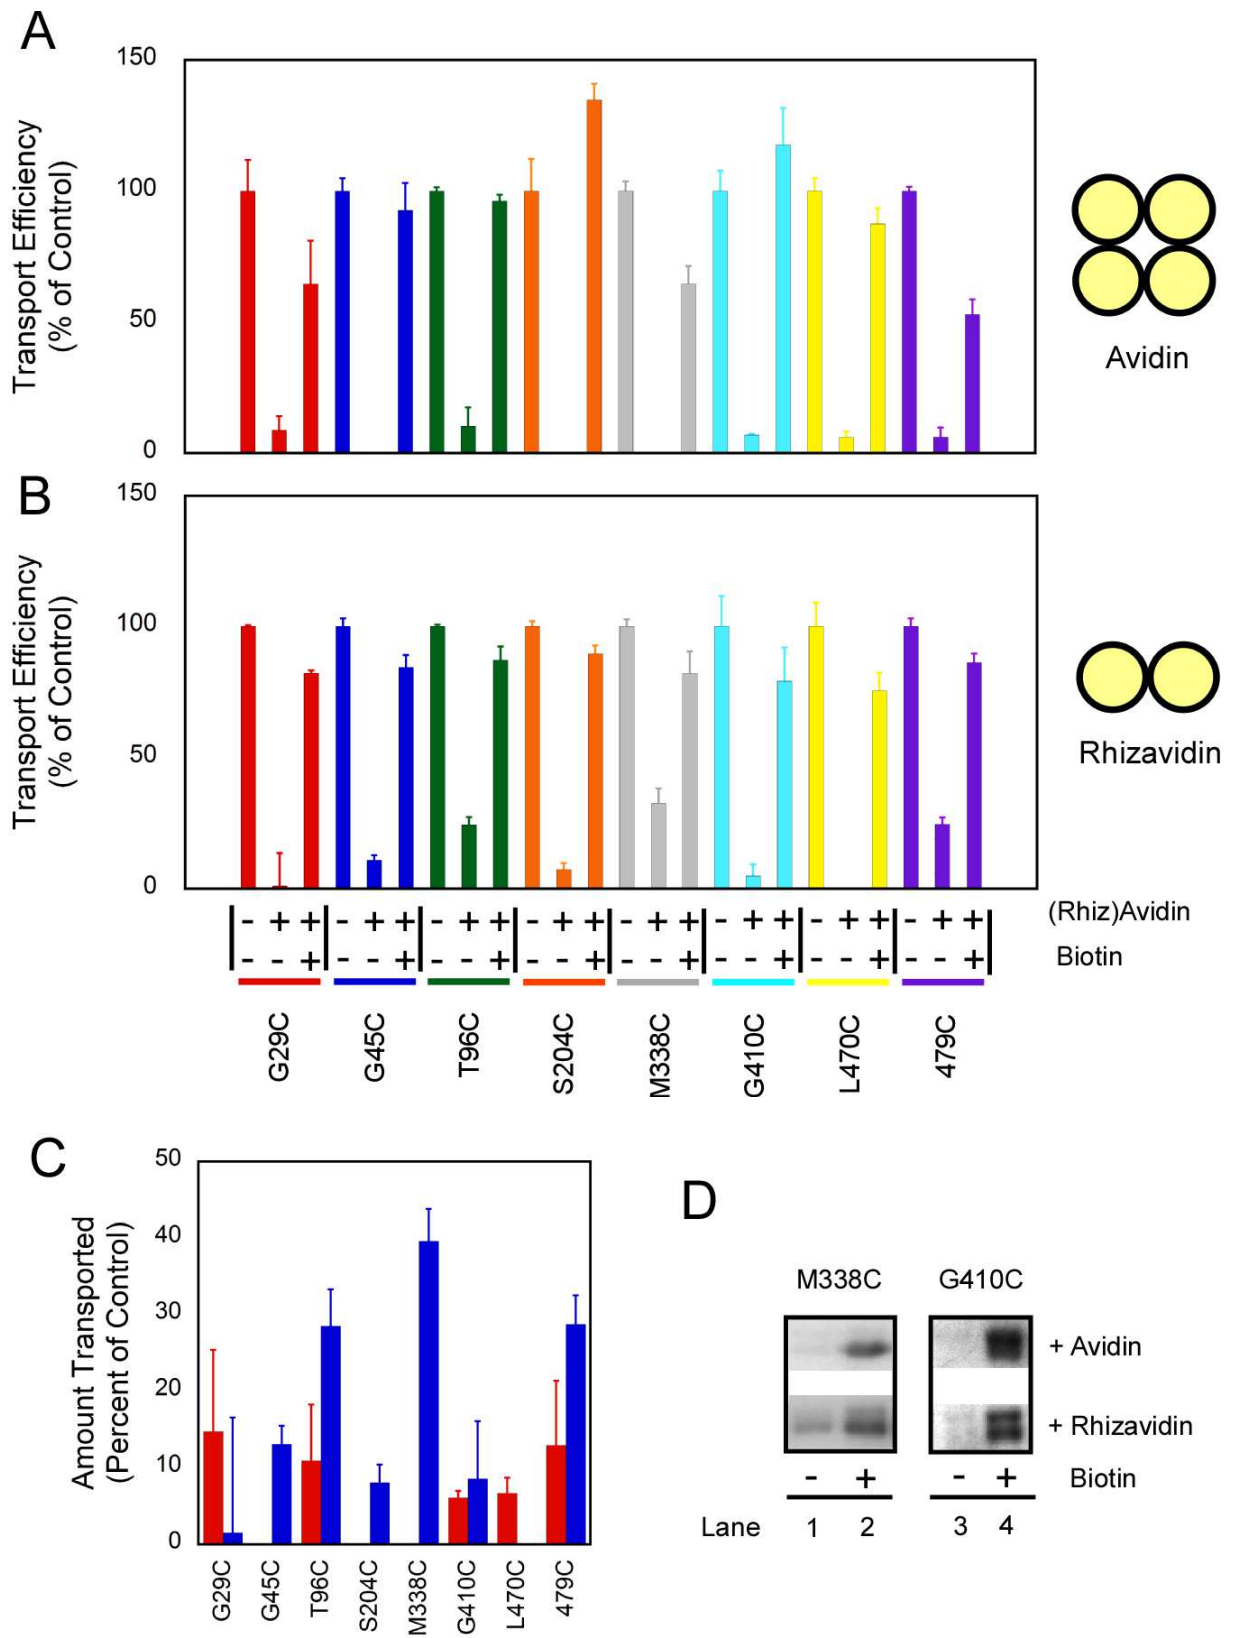 A
150
100
50
0
Transport Efficiency
(% of Control)
Avidin
B
150
100
50
0
Transport Efficiency
(% of Control)
Rhizavidin
- + + - + + - + + - + + - + + - + + - + + - + + (Rhiz)Avidin
- - + - - + - - + - - + - - + - - + - - + - - + Biotin
G29C
G45C
T96C
S204C
M338C
G410C
L470C
479C
C
50
40
30
20
10
0
Amount Transported
(Percent of Control)
G29C
G45C
T96C
S204C
M338C
G410C
L470C
479C
D
M338C G410C
+ Avidin
+ Rhizavidin
- + - + Biotin
Lane 1 2 3 4